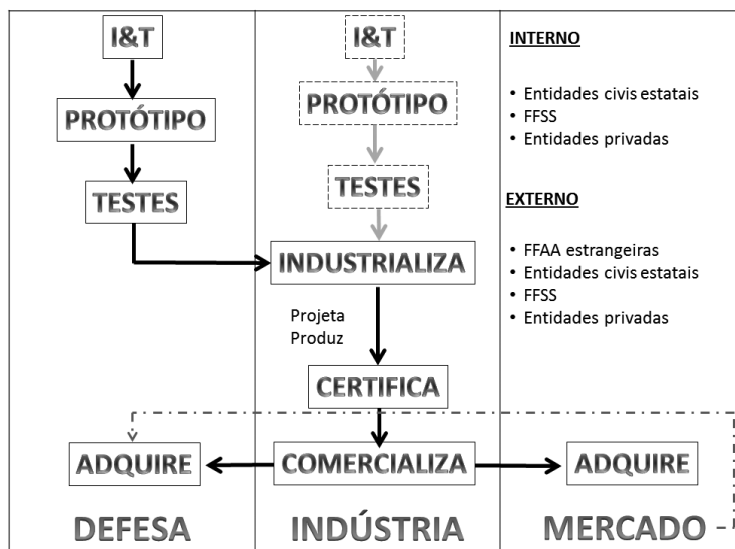 I&T
PROTÓTIPO
TESTES
ADQUIRE
DEFESA
I&T
PROTÓTIPO
TESTES
INDUSTRIALIZA
Projeta
Produz
CERTIFICA
COMERCIALIZA
INDÚSTRIA
INTERNO
• Entidades civis estatais
• FFSS
• Entidades privadas
EXTERNO
• FFAA estrangeiras
• Entidades civis estatais
• FFSS
• Entidades privadas
ADQUIRE
MERCADO